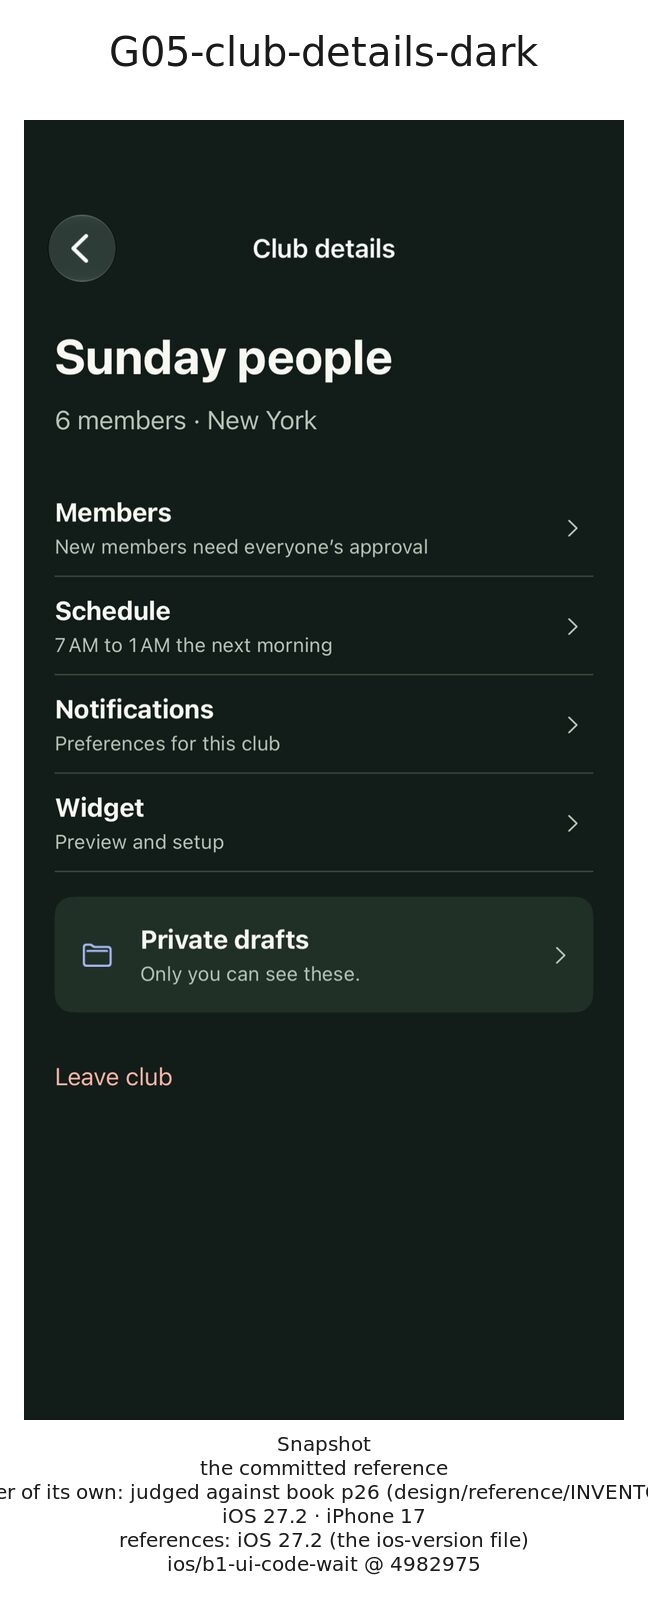 G05-club-details-dark
Club details
Sunday people
6 members · New York
Members
New members need everyone’s approval
Schedule
7 AM to 1 AM the next morning
Notifications
Preferences for this club
Widget
Preview and setup
Private drafts
Only you can see these.
Leave club
Snapshot
the committed reference
of its own: judged against book p26 (design/reference/
iOS 27.2 · iPhone 17
references: iOS 27.2 (the ios-version file)
ios/b1-ui-code-wait @ 4982975